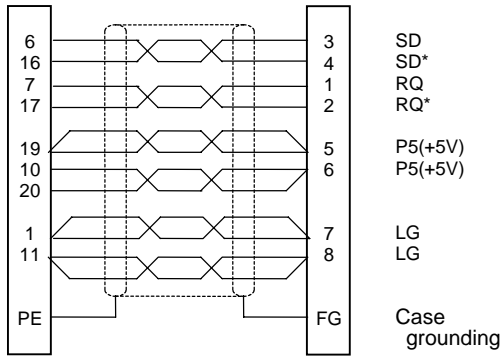 6 3 SD
16 4 SD*
7 1 RQ
17 2 RQ*
19 5 P5(+5V)
10 6 P5(+5V)
20
1 7 LG
11 8 LG
PE FG Case
grounding